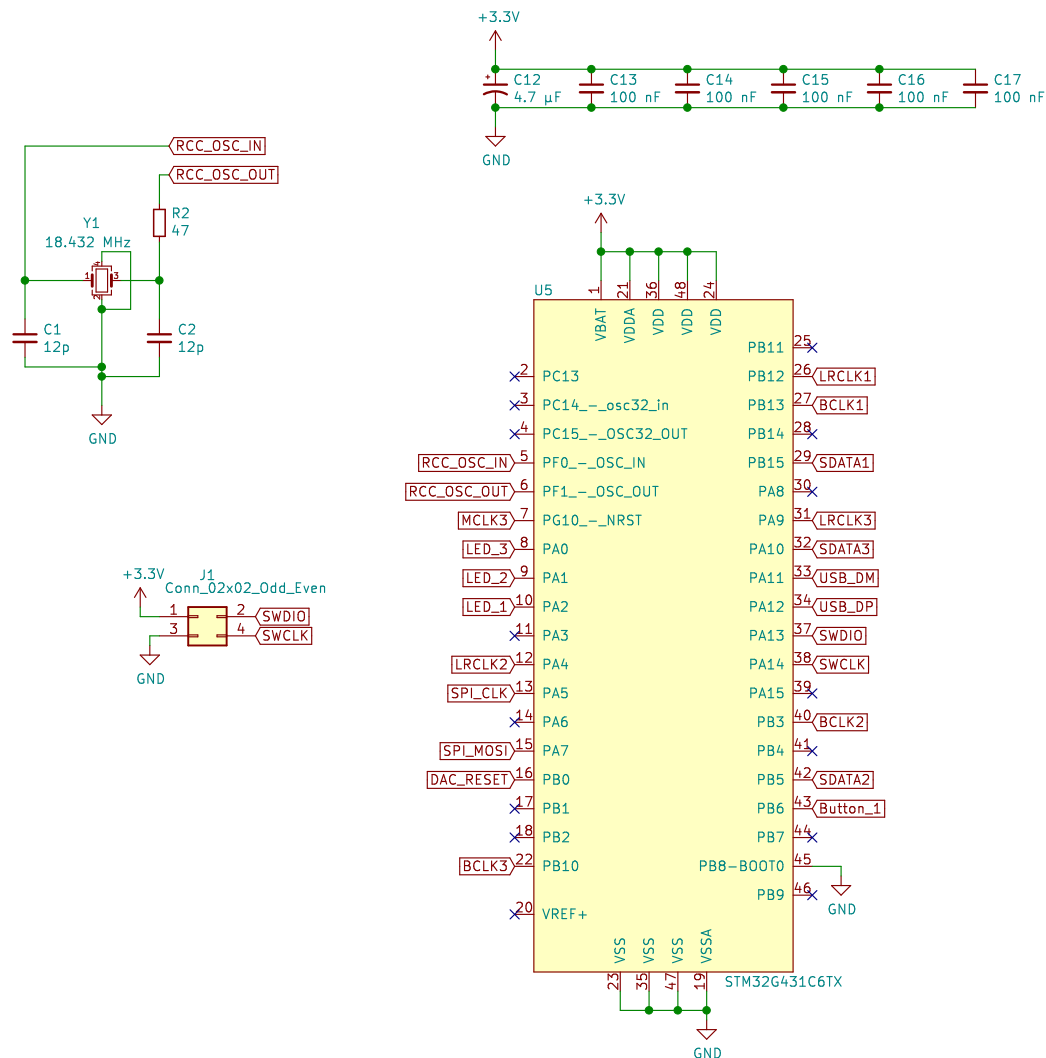 +3.3V
C12
4.7 µF
C13
100 nF
C14
100 nF
C15
100 nF
C16
100 nF
C17
100 nF
GND
RCC_OSC_IN
RCC_OSC_OUT
R2
47
Y1
18.432 MHz
4
1
3
2
C1
12p
C2
12p
GND
+3.3V
J1
Conn_02x02_Odd_Even
1
2
SWDIO
3
4
SWCLK
GND
+3.3V
U5
1
21
36
48
24
VBAT
VDDA
VDD
VDD
VDD
2
PC13
3
PC14_-_osc32_in
4
PC15_-_OSC32_OUT
RCC_OSC_IN
5
PF0_-_OSC_IN
RCC_OSC_OUT
6
PF1_-_OSC_OUT
MCLK3
7
PG10_-_NRST
LED_3
8
PA0
LED_2
9
PA1
LED_1
10
PA2
11
PA3
LRCLK2
12
PA4
SPI_CLK
13
PA5
14
PA6
SPI_MOSI
15
PA7
DAC_RESET
16
PB0
17
PB1
18
PB2
BCLK3
22
PB10
20
VREF+
PB11
25
PB12
26
LRCLK1
PB13
27
BCLK1
PB14
28
PB15
29
SDATA1
PA8
30
PA9
31
LRCLK3
PA10
32
SDATA3
PA11
33
USB_DM
PA12
34
USB_DP
PA13
37
SWDIO
PA14
38
SWCLK
PA15
39
PB3
40
BCLK2
PB4
41
PB5
42
SDATA2
PB6
43
Button_1
PB7
44
PB8-BOOT0
45
GND
PB9
46
VSS
VSS
VSS
VSSA
23
35
47
19
STM32G431C6TX
GND